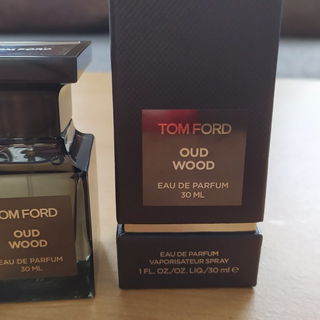 TOM FORD
OUD
WOOD
EAU DE PARFUM
30 ML
TOM FORD
OUD
WOOD
EAU DE PARFUM
30 ML
EAU DE PARFUM
VAPORISATEUR SPRAY
1 FL. OZ./OZ. LIQ./30 ml ℮